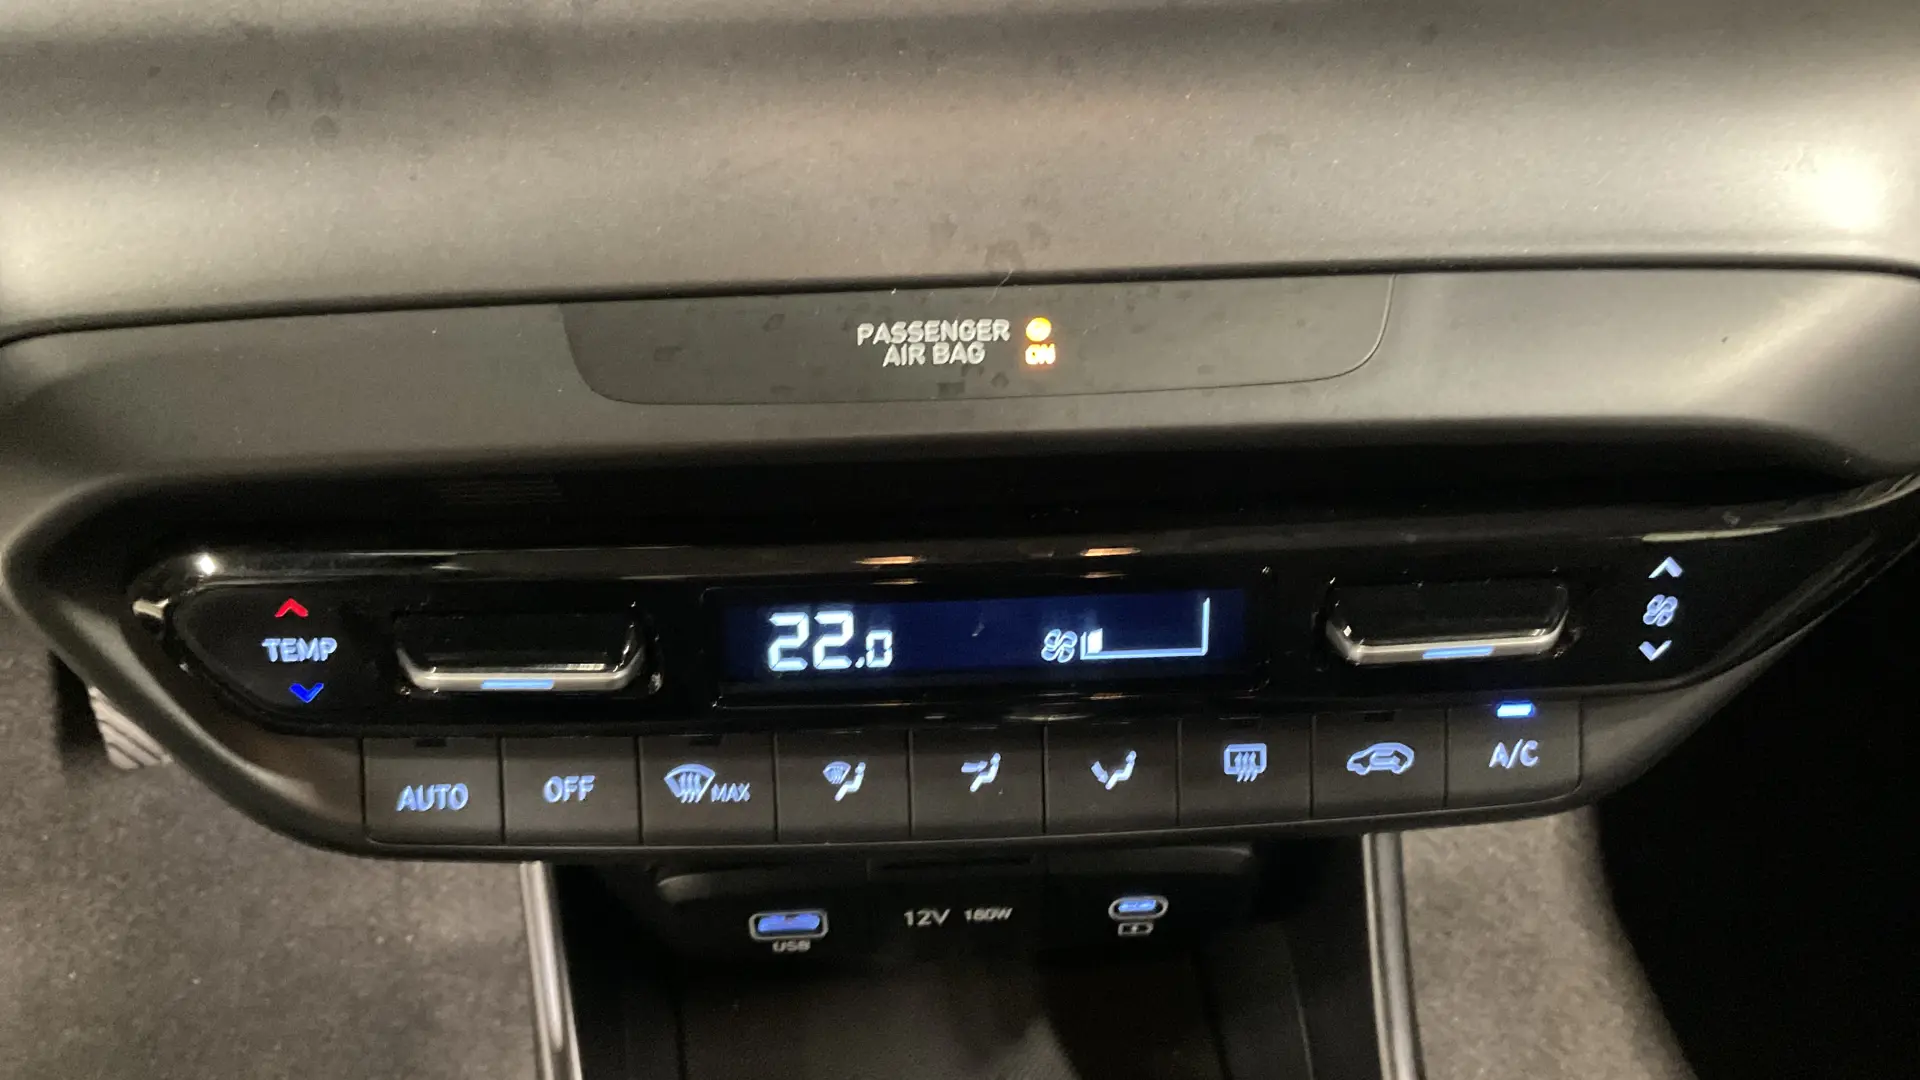 PASSENGER
AIR BAG ON
TEMP
22.0
AUTO
OFF
MAX
A/C
USB
12V 180W